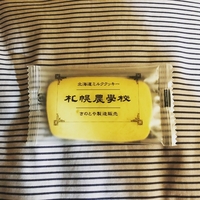 北海道ミルククッキー
札幌農學校
きのとや製造販売